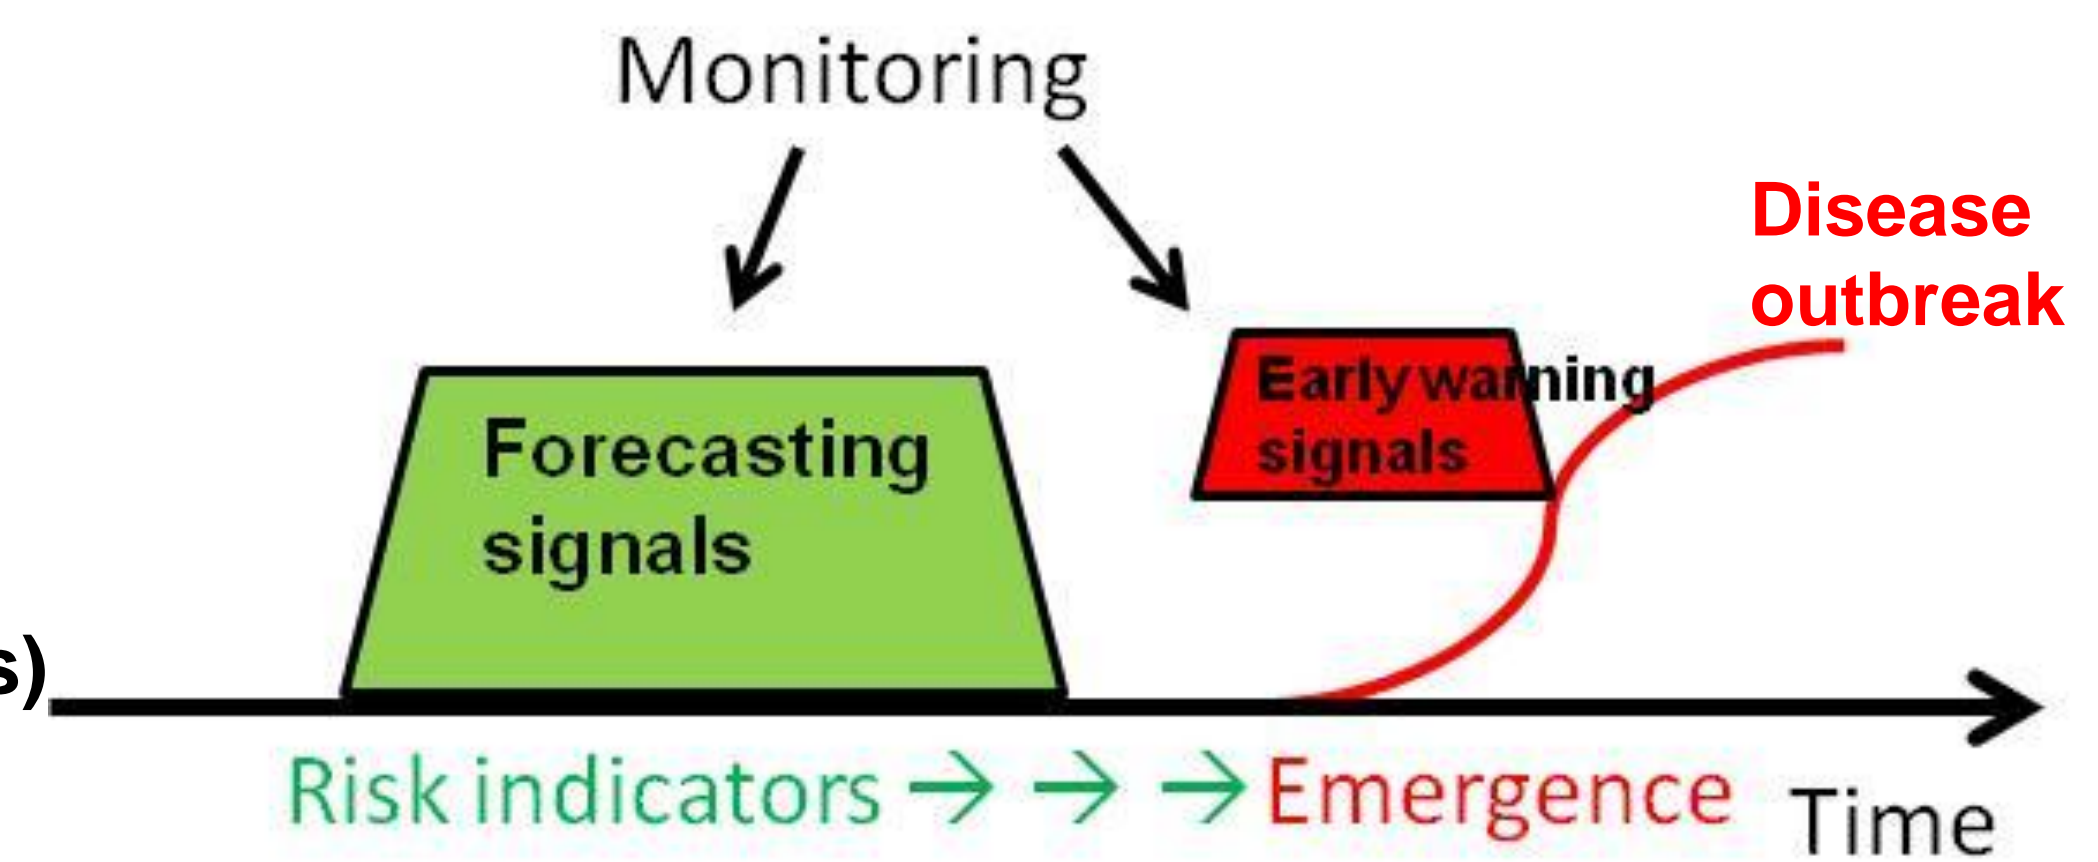 Monitoring
Disease
outbreak
Early warning
signals
Forecasting
signals
s)
Risk indicators → → → Emergence
Time